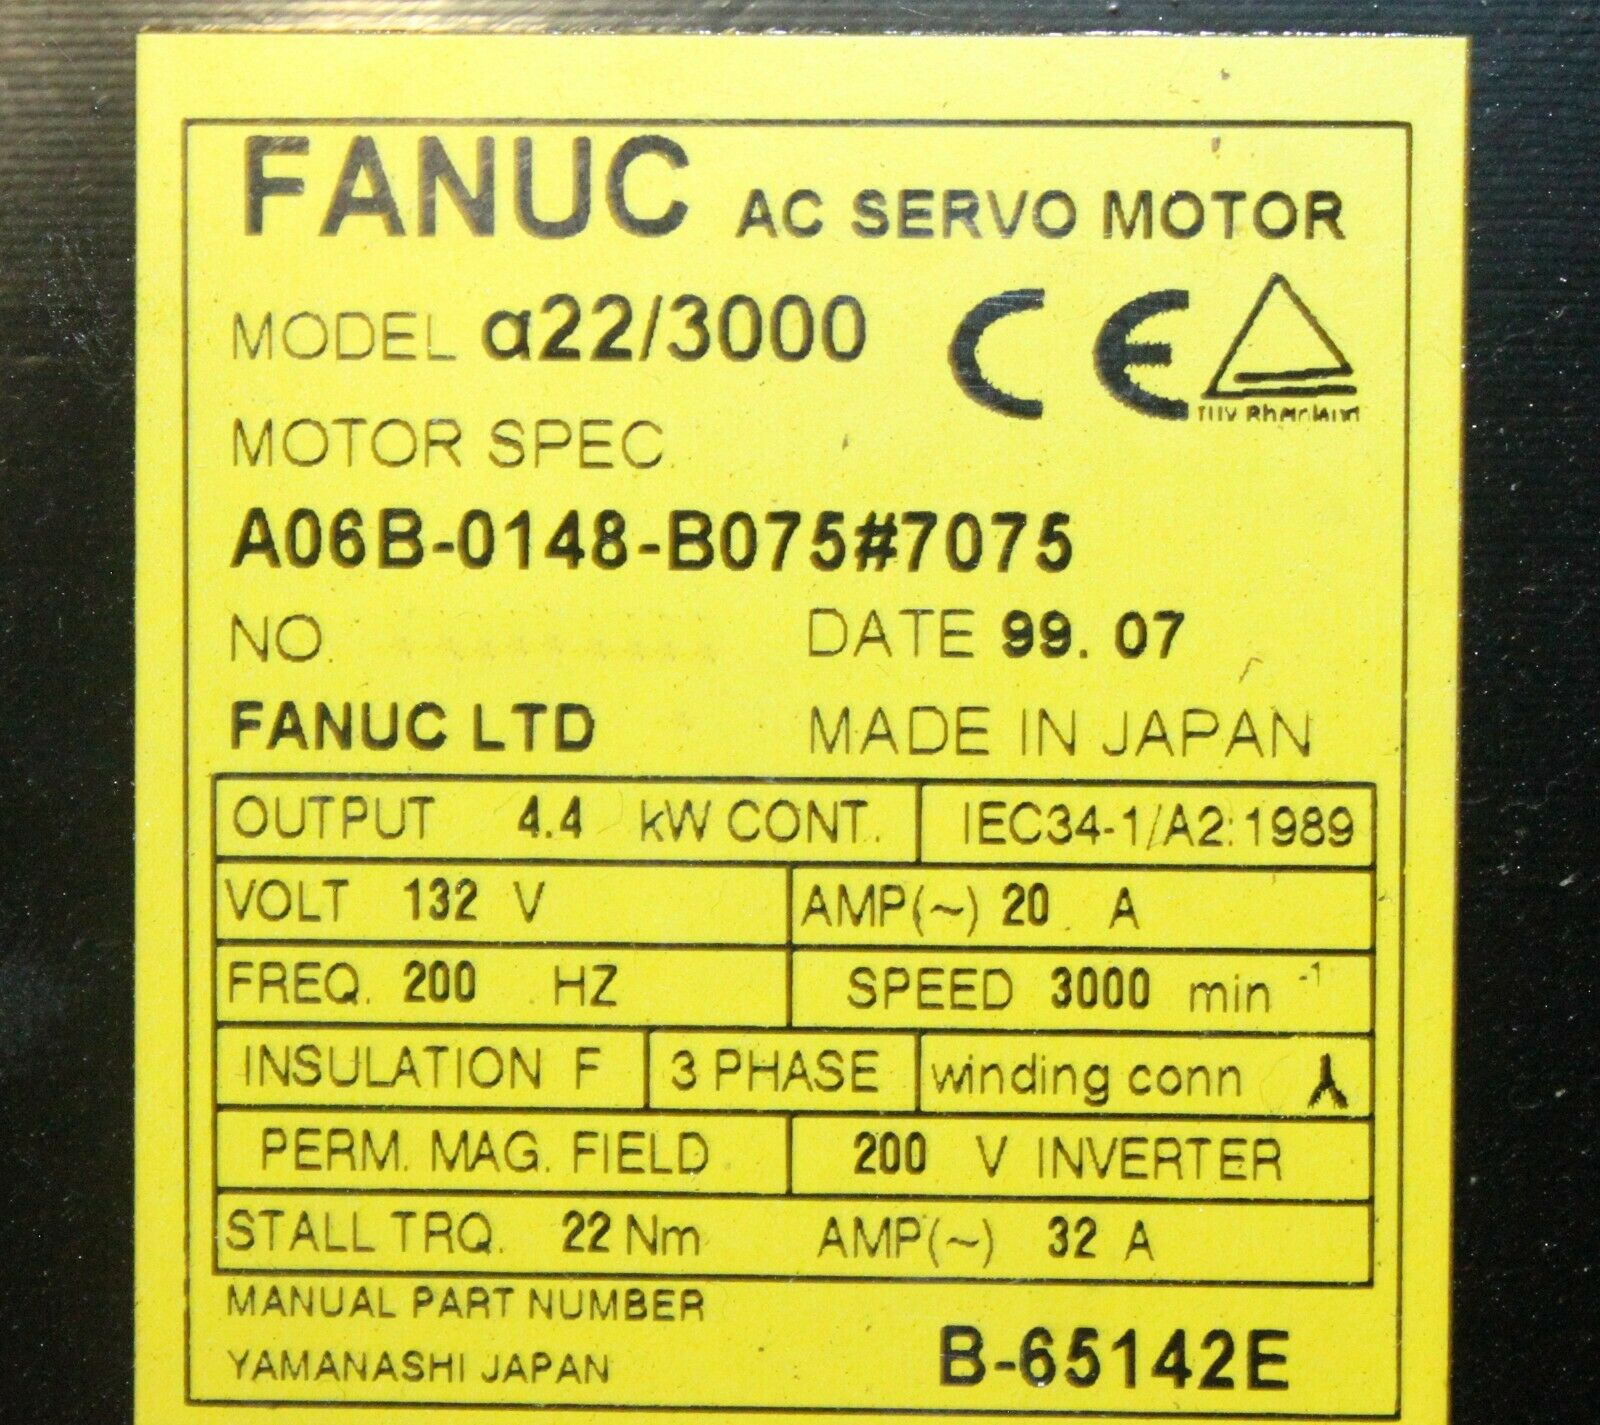 FANUC AC SERVO MOTOR
MODEL α22/3000
CE
TUV Rheinland
MOTOR SPEC.
A06B-0148-B075#7075
NO. DATE 99. 07
FANUC LTD MADE IN JAPAN
OUTPUT 4.4 kW CONT. IEC34-1/A2:1989
VOLT 132 V AMP(~) 20 A
FREQ. 200 HZ SPEED 3000 min⁻¹
INSULATION F 3 PHASE winding conn
PERM. MAG. FIELD 200 V INVERTER
STALL TRQ. 22 Nm AMP(~) 32 A
MANUAL PART NUMBER
YAMANASHI JAPAN B-65142E